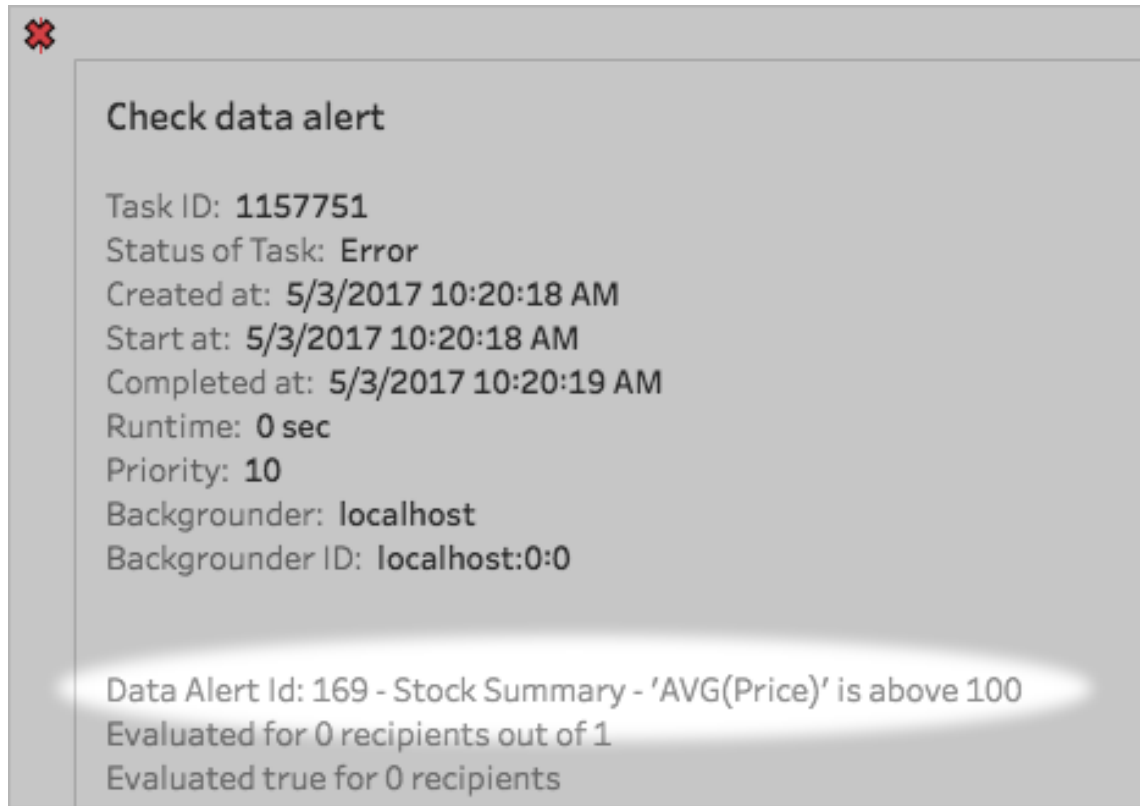 Check data alert
Task ID: 1157751
Status of Task: Error
Created at: 5/3/2017 10:20:18 AM
Start at: 5/3/2017 10:20:18 AM
Completed at: 5/3/2017 10:20:19 AM
Runtime: 0 sec
Priority: 10
Backgrounder: localhost
Backgrounder ID: localhost:0:0
Data Alert Id: 169 - Stock Summary - 'AVG(Price)' is above 100
Evaluated for 0 recipients out of 1
Evaluated true for 0 recipients